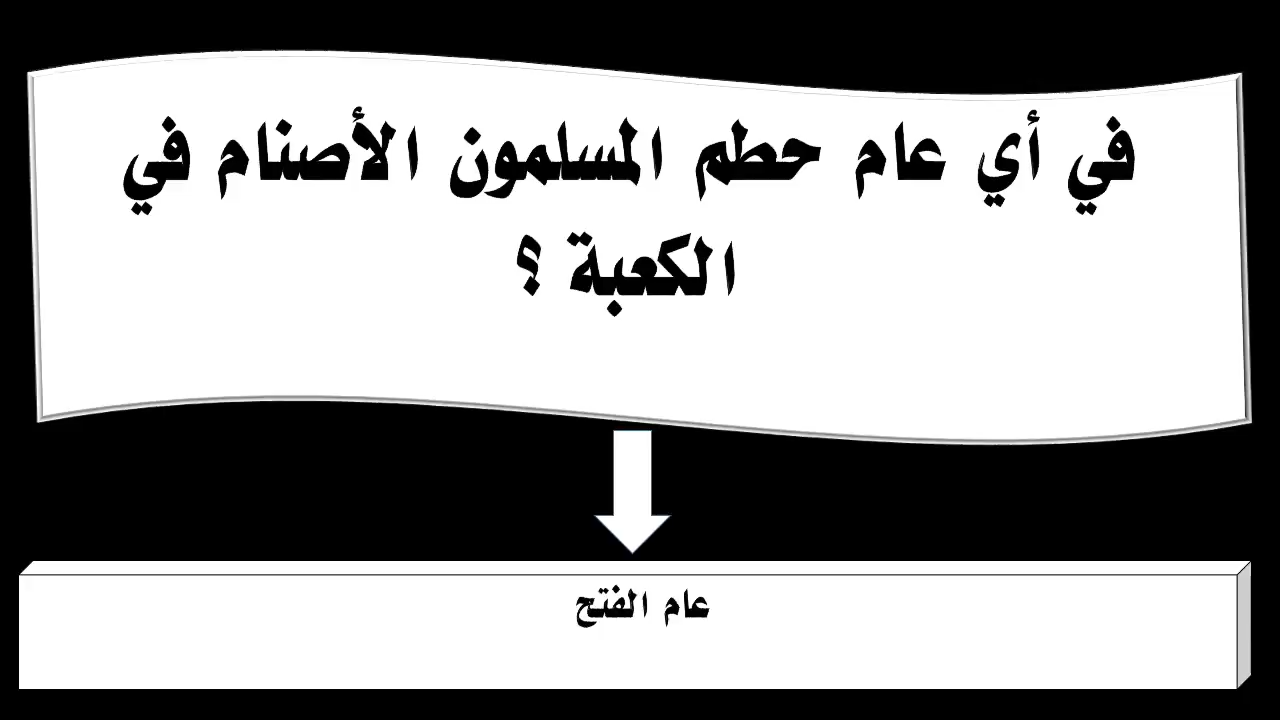 في أي عام حطم المسلمون الأصنام في
الكعبة ؟
عام الفتح